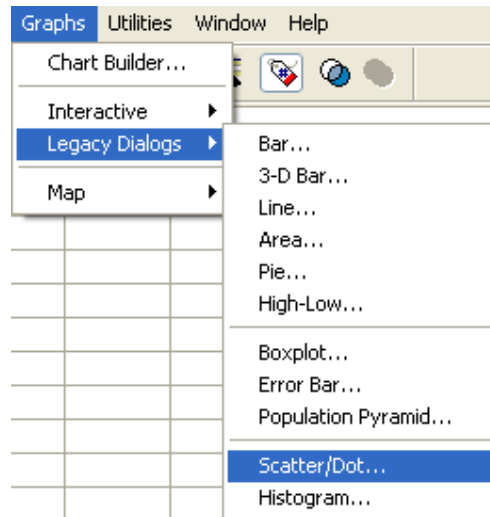 Graphs Utilities Window Help
Chart Builder...
Interactive
Legacy Dialogs
Map
Bar...
3-D Bar...
Line...
Area...
Pie...
High-Low...
Boxplot...
Error Bar...
Population Pyramid...
Scatter/Dot...
Histogram...